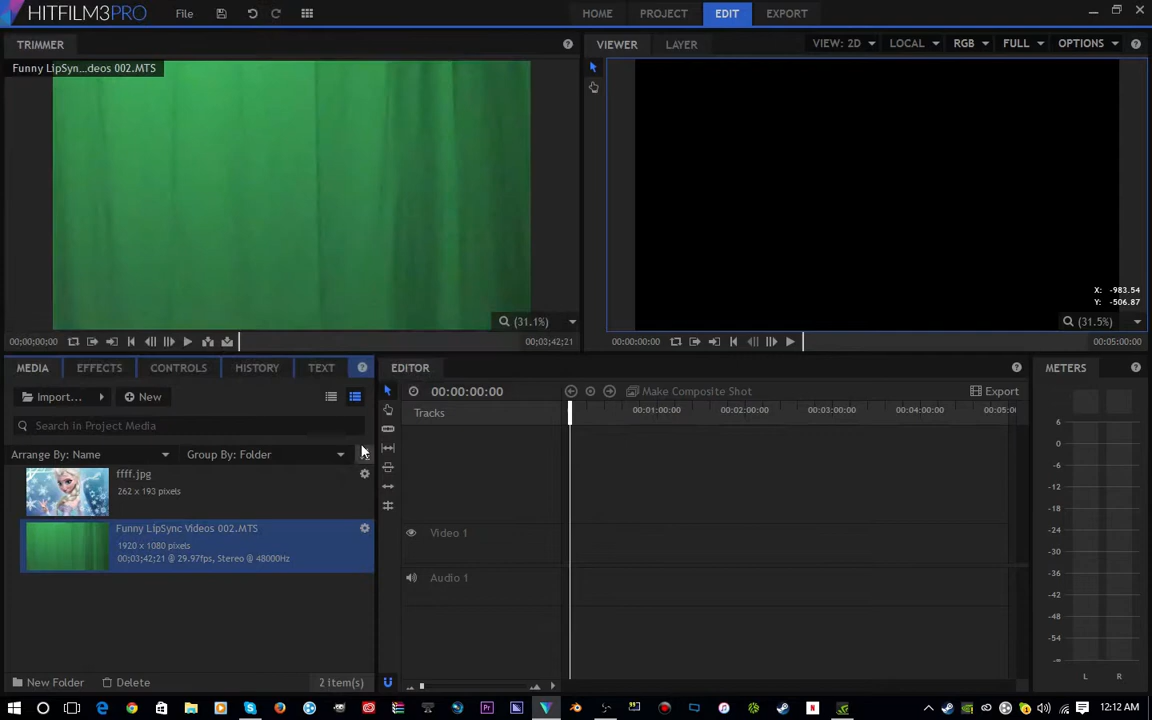 HITFILM3PRO File HOME PROJECT EDIT EXPORT
TRIMMER VIEWER LAYER VIEW: 2D LOCAL RGB FULL OPTIONS
Funny LipSyn...deos 002.MTS
X: -983.54
Y: -506.87
(31.1%) (31.5%)
00;00;00;00 00;03;42;21 00:00:00:00 00:05:00:00
MEDIA EFFECTS CONTROLS HISTORY TEXT EDITOR METERS
Import... New 00:00:00:00 Make Composite Shot Export
Tracks 00:01:00:00 00:02:00:00 00:03:00:00 00:04:00:00
Search in Project Media
Arrange By: Name Group By: Folder
ffff.jpg
262 x 193 pixels
Funny LipSync Videos 002.MTS
1920 x 1080 pixels
00;03;42;21 @ 29.97fps, Stereo @ 48000Hz
Video 1
Audio 1
6
0
-6
-12
-18
-24
-30
-36
-42
-48
-54
-∞
L R
New Folder Delete 2 item(s)
12:12 AM